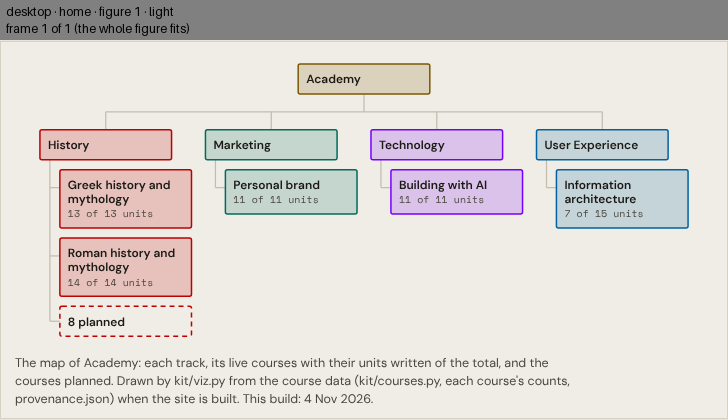 desktop · home · figure 1 · light
frame 1 of 1 (the whole figure fits)
Academy
History
Marketing
Technology
User Experience
Greek history and
mythology
13 of 13 units
Personal brand
11 of 11 units
Building with AI
11 of 11 units
Information
architecture
7 of 15 units
Roman history and
mythology
14 of 14 units
8 planned
The map of Academy: each track, its live courses with their units written of the total, and the
courses planned. Drawn by kit/viz.py from the course data (kit/courses.py, each course's counts,
provenance.json) when the site is built. This build: 4 Nov 2026.